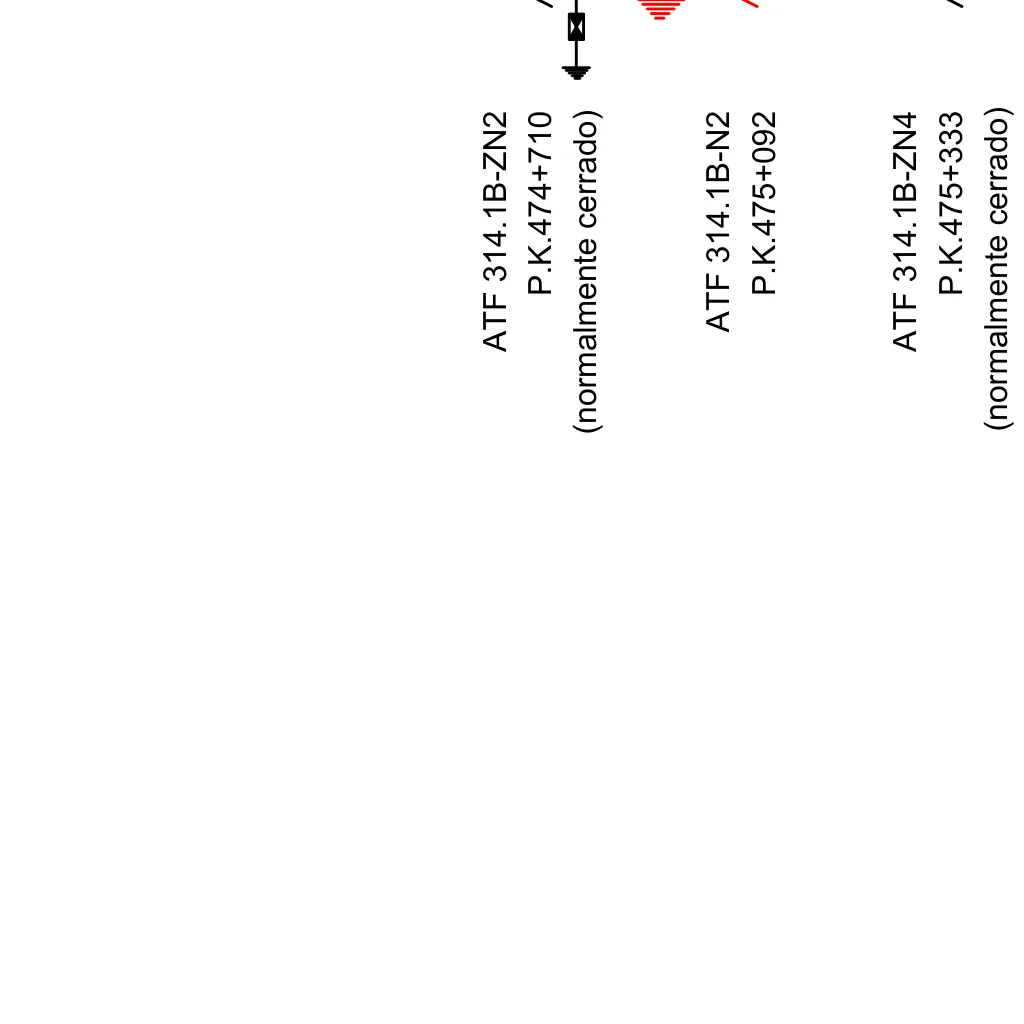 ATF 314.1B-ZN2
P.K.474+710
(normalmente cerrado)
ATF 314.1B-N2
P.K.475+092
ATF 314.1B-ZN4
P.K.475+333
(normalmente cerrado)